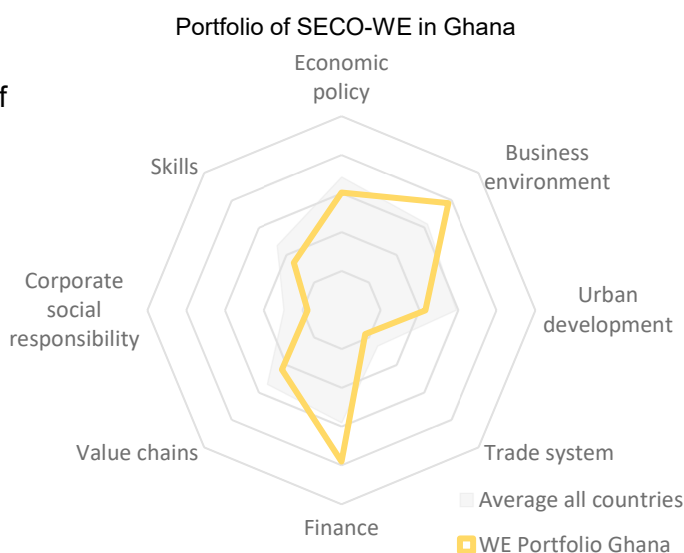 Portfolio of SECO-WE in Ghana
f
Economic
policy
Business
environment
Skills
Corporate
social
responsibility
Urban
development
Value chains
Trade system
Finance
Average all countries
WE Portfolio Ghana